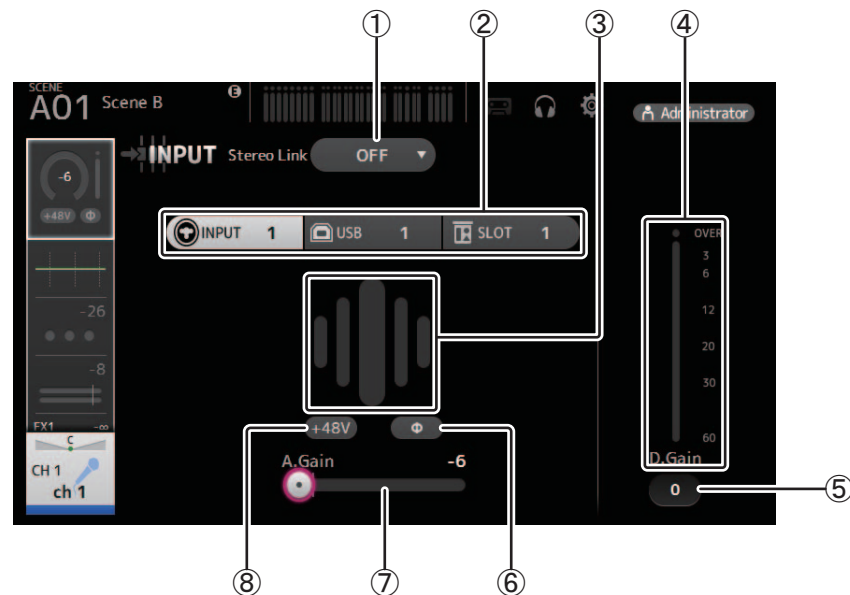 ① ② ③ ④
SCENE
A01 Scene B E Administrator
INPUT Stereo Link OFF
-6
+48V Φ
INPUT 1 USB 1 SLOT 1
OVER
3
6
12
20
30
60
-26
-8
FX1 -∞
C
CH 1
ch 1
+48V Φ
A.Gain -6
D.Gain
0
⑤
⑧ ⑦ ⑥